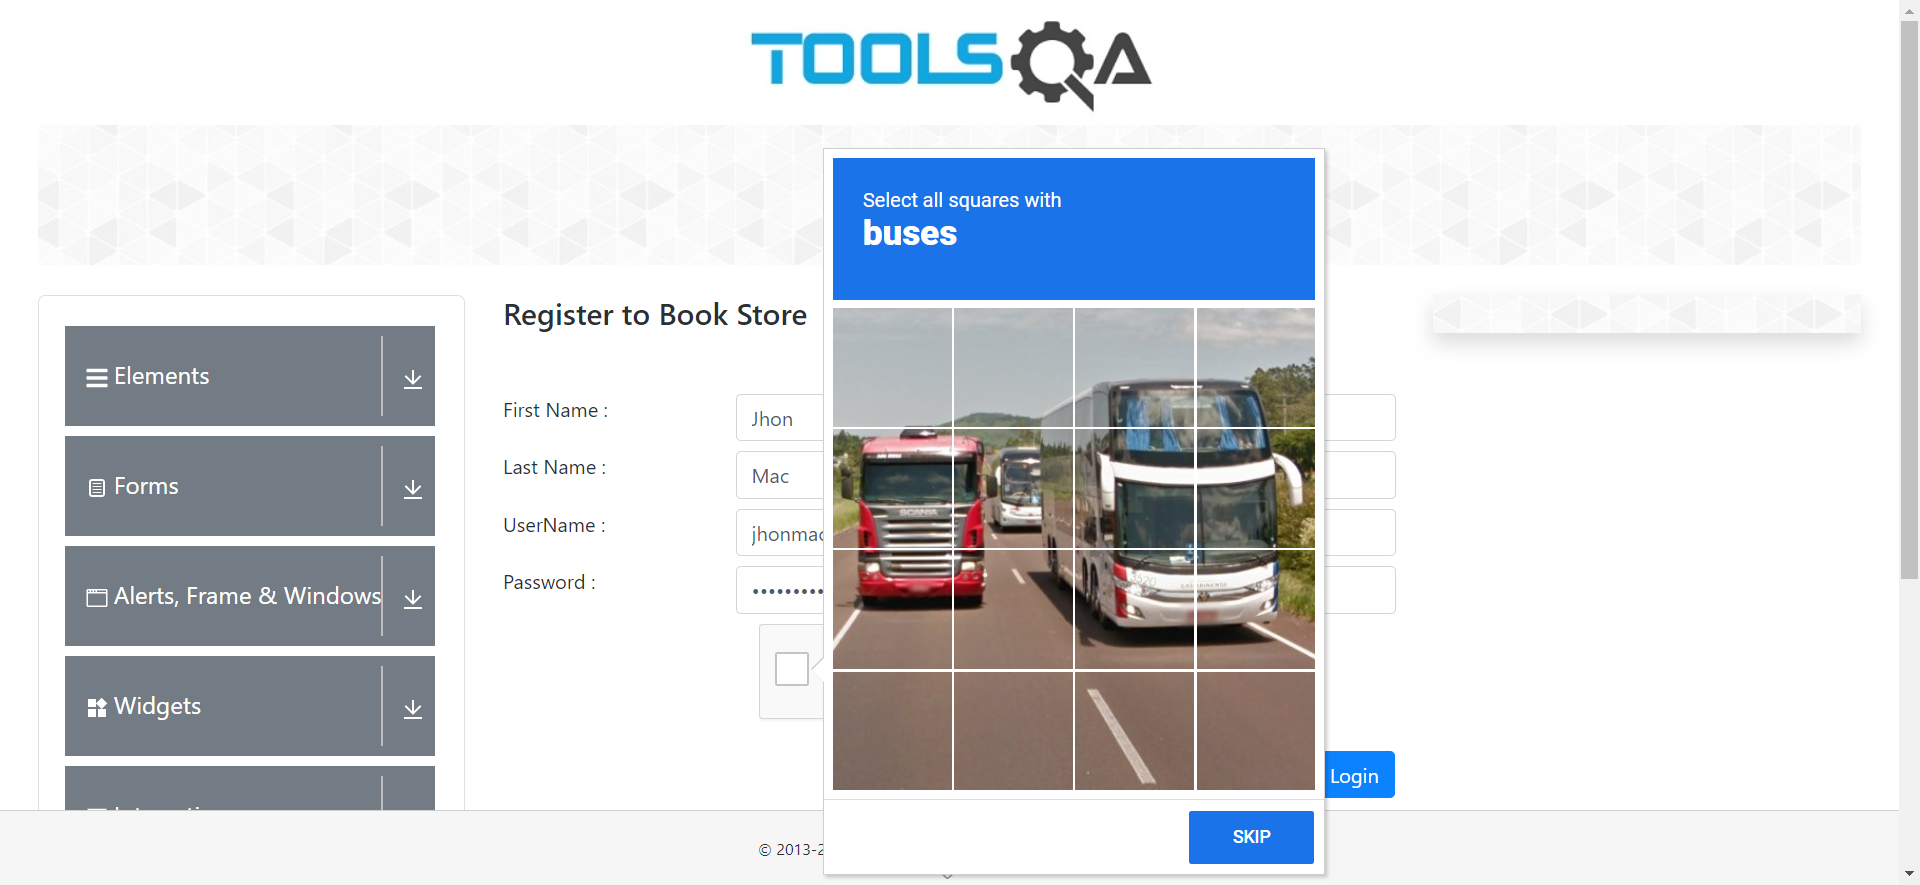 TOOLSQA
Select all squares with
buses
Register to Book Store
Elements
First Name :
Jhon
Forms
Last Name :
Mac
UserName :
jhonmac
SCANIA
Alerts, Frame & Windows
Password :
Widgets
Login
SKIP
© 2013-2